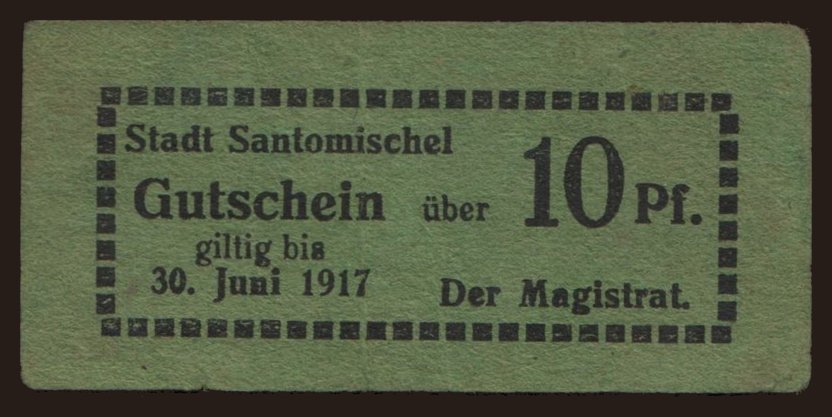 Stadt Santomischel
Gutschein über 10 Pf.
giltig bis
30. Juni 1917
Der Magistrat.